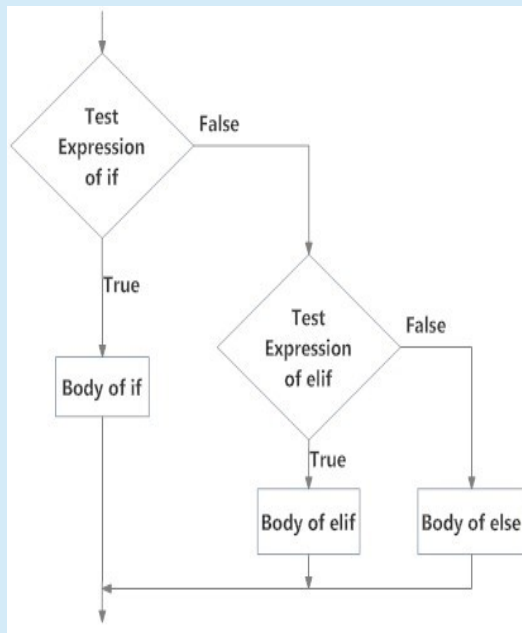 Test
Expression
of if
False
True
Body of if
Test
Expression
of elif
False
True
Body of elif
Body of else